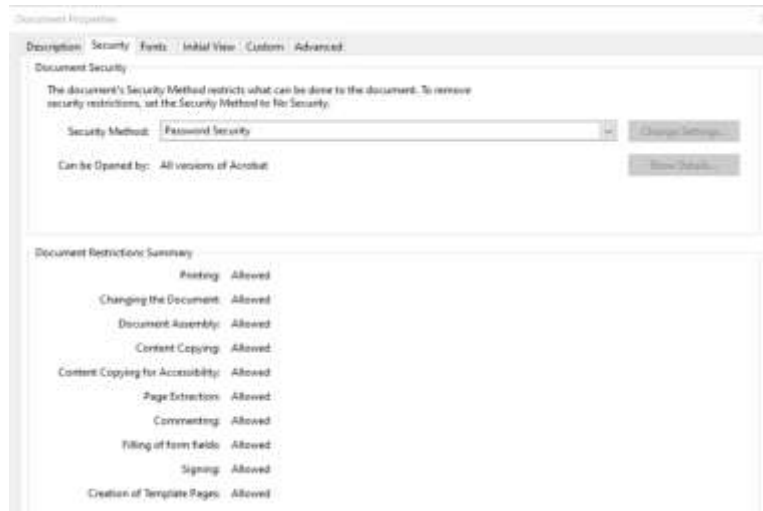 Document Properties
Description Security Fonts Initial View Custom Advanced
Document Security
The document's Security Method restricts what can be done to the document. To remove
security restrictions, set the Security Method to No Security.
Security Method: Password Security Change Settings...
Can be Opened by: All versions of Acrobat Show Details...
Document Restrictions Summary
Printing: Allowed
Changing the Document: Allowed
Document Assembly: Allowed
Content Copying: Allowed
Content Copying for Accessibility: Allowed
Page Extraction: Allowed
Commenting: Allowed
Filling of form fields: Allowed
Signing: Allowed
Creation of Template Pages: Allowed